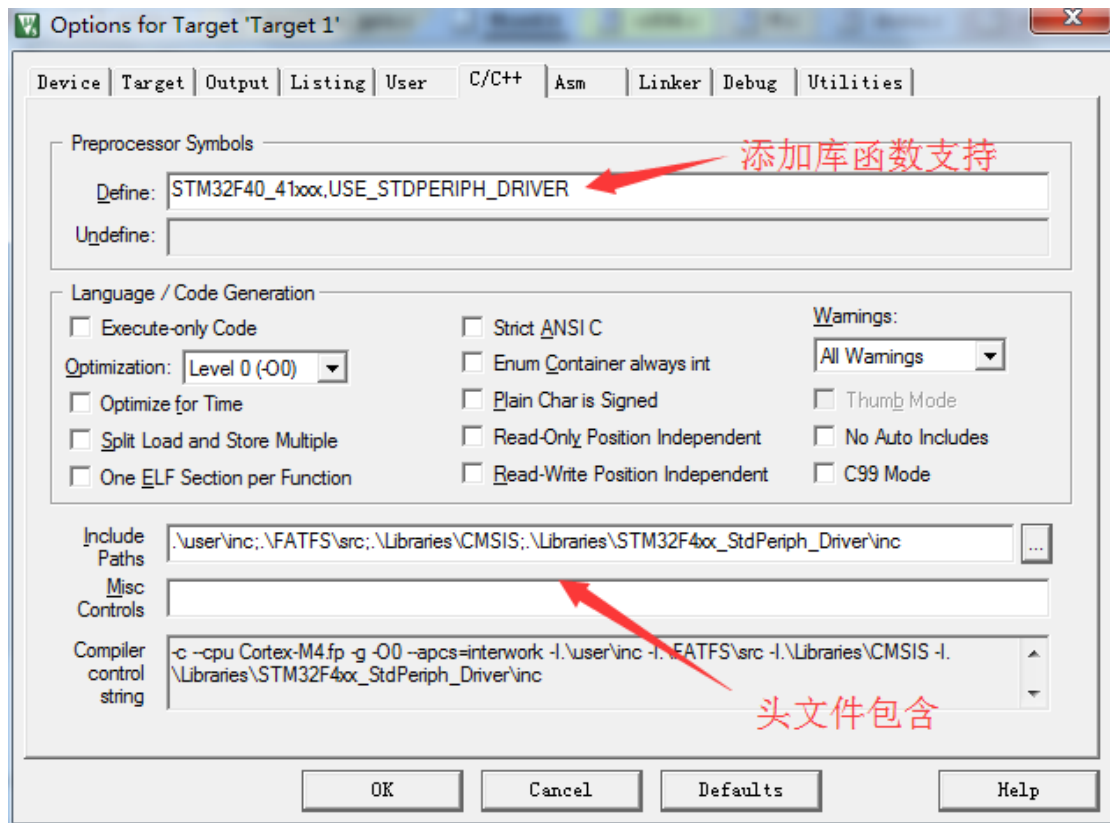 Options for Target 'Target 1'
Device Target Output Listing User C/C++ Asm Linker Debug Utilities
Preprocessor Symbols
添加库函数支持
Define: STM32F40_41xxx,USE_STDPERIPH_DRIVER
Undefine:
Language / Code Generation
Execute-only Code
Strict ANSI C
Warnings:
Optimization: Level 0 (-O0)
Enum Container always int
All Warnings
Optimize for Time
Plain Char is Signed
Thumb Mode
Split Load and Store Multiple
Read-Only Position Independent
No Auto Includes
One ELF Section per Function
Read-Write Position Independent
C99 Mode
Include
Paths
.\user\inc;.\FATFS\src;.\Libraries\CMSIS;.\Libraries\STM32F4xx_StdPeriph_Driver\inc
...
Misc
Controls
Compiler
control
string
-c --cpu Cortex-M4.fp -g -O0 --apcs=interwork -I.\user\inc -I.\FATFS\src -I.\Libraries\CMSIS -I.
\Libraries\STM32F4xx_StdPeriph_Driver\inc
头文件包含
OK Cancel Defaults Help